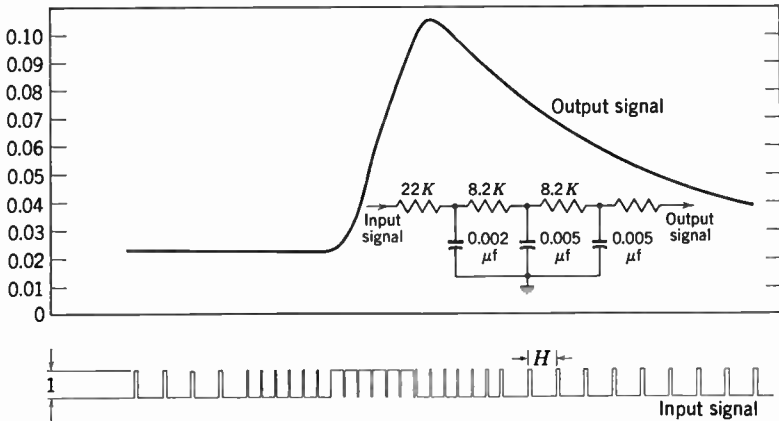 0.10
0.09
0.08
0.07
0.06
0.05
0.04
0.03
0.02
0.01
0
Output signal
22K
8.2K
8.2K
Input
signal
Output
signal
0.002
μf
0.005
μf
0.005
μf
H
1
Input signal